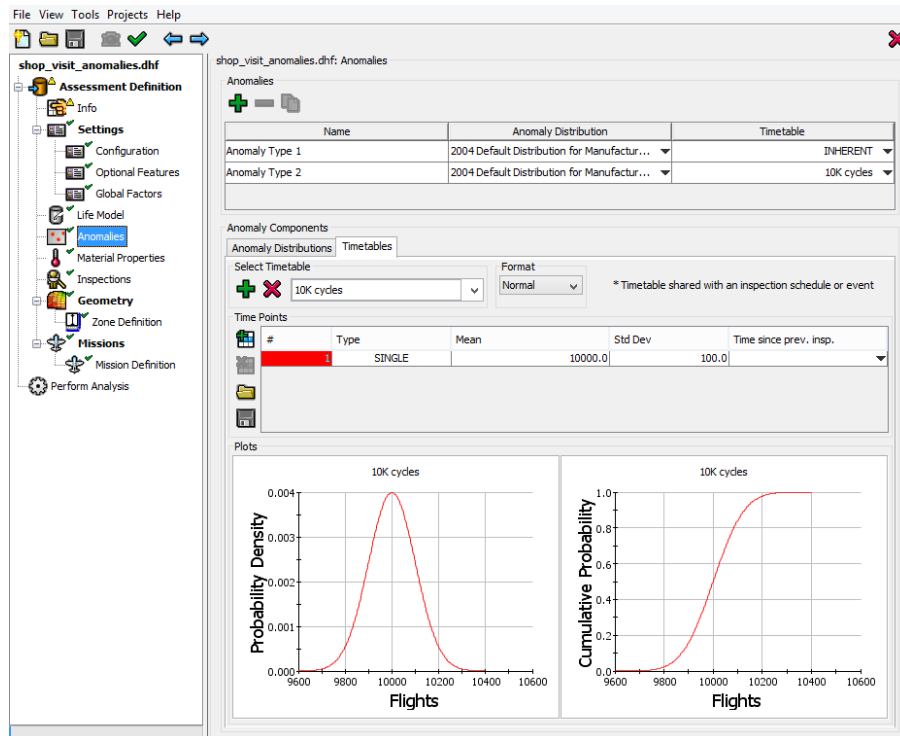 File View Tools Projects Help
shop_visit_anomalies.dhf
Assessment Definition
Info
Settings
Configuration
Optional Features
Global Factors
Life Model
Anomalies
Material Properties
Inspections
Geometry
Zone Definition
Missions
Mission Definition
Perform Analysis
shop_visit_anomalies.dhf: Anomalies
Anomalies
Name Anomaly Distribution Timetable
Anomaly Type 1 2004 Default Distribution for Manufactur... INHERENT
Anomaly Type 2 2004 Default Distribution for Manufactur... 10K cycles
Anomaly Components
Anomaly Distributions Timetables
Select Timetable Format
10K cycles Normal * Timetable shared with an inspection schedule or event
Time Points
# Type Mean Std Dev Time since prev. insp.
1 SINGLE 10000.0 100.0
Plots
10K cycles
Probability Density
0.004
0.003
0.002
0.001
0.000
9600 9800 10000 10200 10400 10600
Flights
10K cycles
Cumulative Probability
1.0
0.8
0.6
0.4
0.2
0.0
9600 9800 10000 10200 10400 10600
Flights